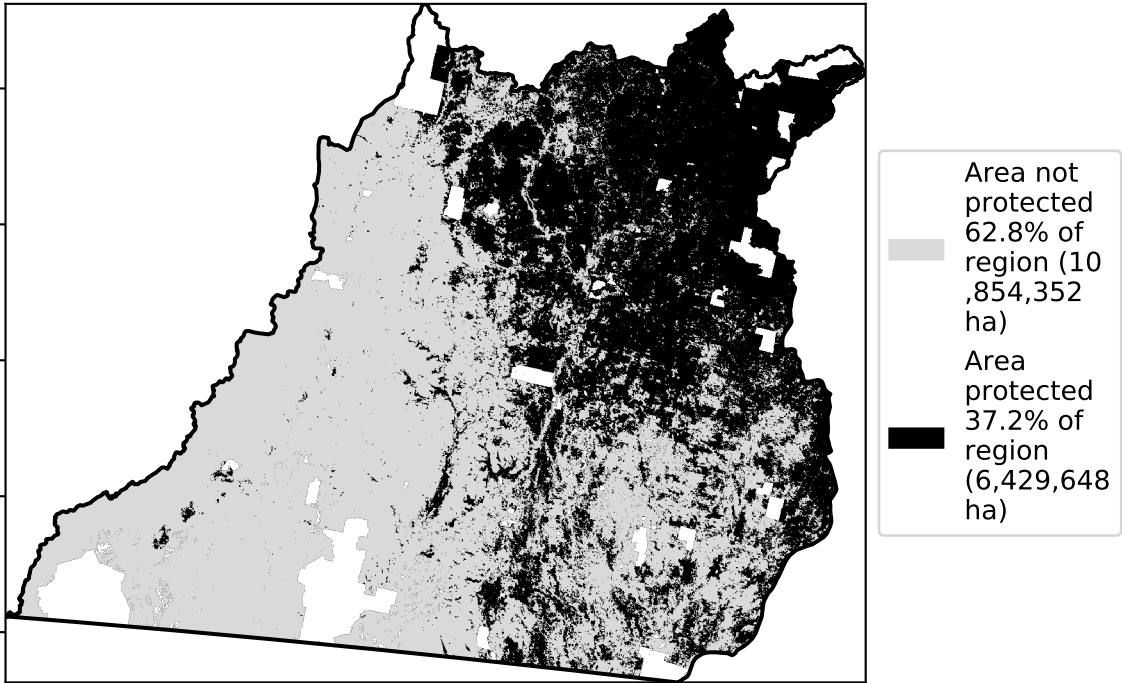 Area not
protected
62.8% of
region (10
,854,352
ha)
Area
protected
37.2% of
region
(6,429,648
ha)